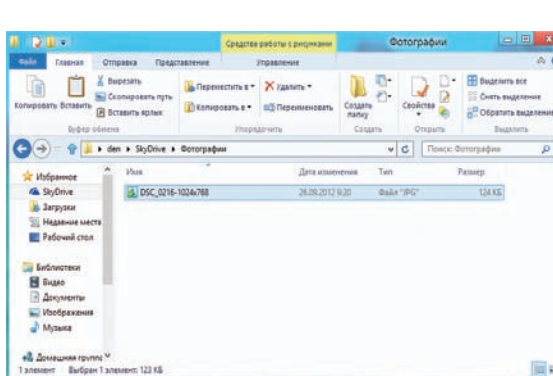 Средства работы с рисунками
Фотографии
Файл Главная Отправка Представление Управление
Копировать Вставить
Вырезать
Скопировать путь
Вставить ярлык
Переместить в
Копировать в
Удалить
Переименовать
Создать папку
Свойства
Выделить все
Снять выделение
Обратить выделение
Буфер обмена Упорядочить Создать Открыть Выделить
den SkyDrive Фотографии
Поиск: Фотографии
Избранное
SkyDrive
Загрузки
Недавние места
Рабочий стол
Библиотеки
Видео
Документы
Изображения
Музыка
Домашняя группа
Имя Дата изменения Тип Размер
DSC_0216-1024x768 26.09.2012 9:20 Файл "JPG" 124 КБ
1 элемент Выбран 1 элемент: 123 КБ